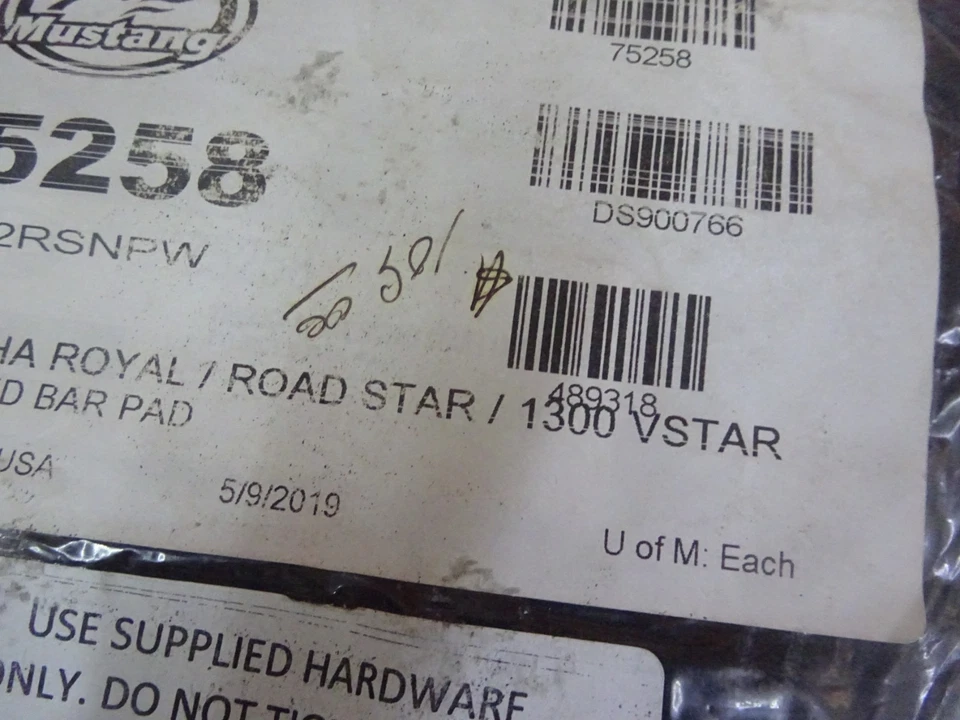 Mustang
75258
5258
DS900766
2RSNPW
489318
HA ROYAL / ROAD STAR / 1300 VSTAR
D BAR PAD
USA
5/9/2019
U of M: Each
USE SUPPLIED HARDWARE
ONLY. DO NOT